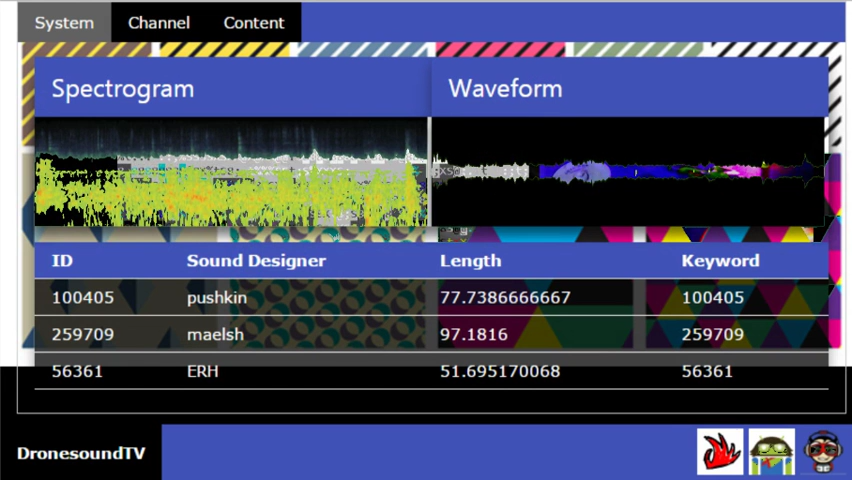 System Channel Content
Spectrogram Waveform
ID Sound Designer Length Keyword
100405 pushkin 77.7386666667 100405
259709 maelsh 97.1816 259709
56361 ERH 51.695170068 56361
DronesoundTV